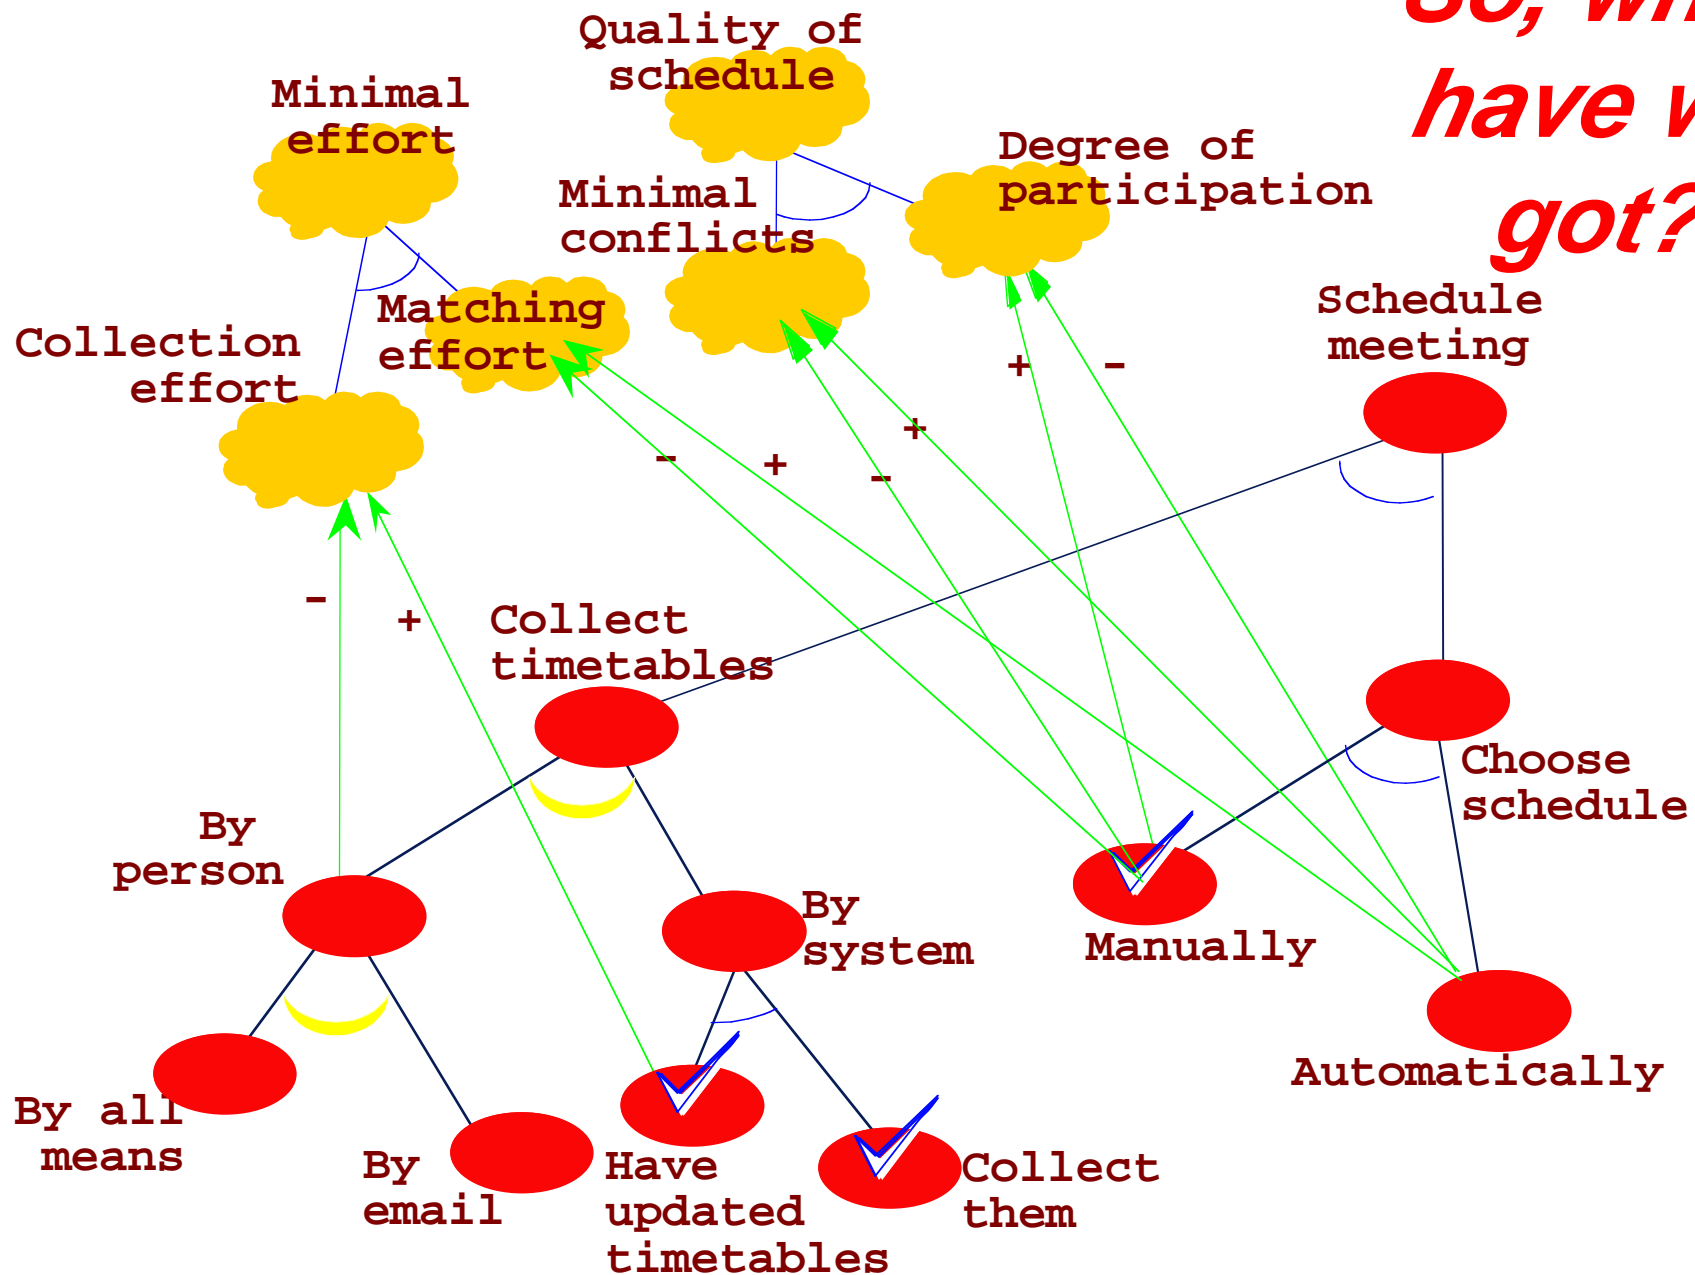 So,
have
got?
Quality of
schedule
Minimal
effort
Degree of
participation
Minimal
conflicts
Matching
effort
Collection
effort
Schedule
meeting
+
-
+
-
+
-
-
+
Collect
timetables
Choose
schedule
By
person
By
system
Manually
Automatically
By all
means
By
email
Have
updated
timetables
Collect
them